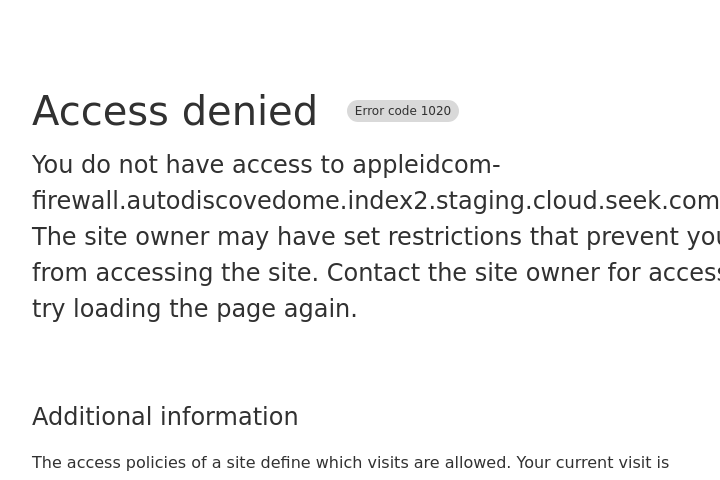 Access denied
Error code 1020
You do not have access to appleidcom-
firewall.autodiscovedome.index2.staging.cloud.seek.com
The site owner may have set restrictions that prevent you
from accessing the site. Contact the site owner for access
try loading the page again.
Additional information
The access policies of a site define which visits are allowed. Your current visit is